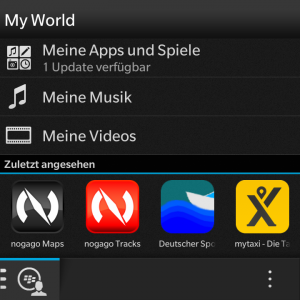 My World
Meine Apps und Spiele
1 Update verfügbar
Meine Musik
Meine Videos
Zuletzt angesehen
nogago Maps
nogago Tracks
Deutscher Spe
mytaxi - Die Ta